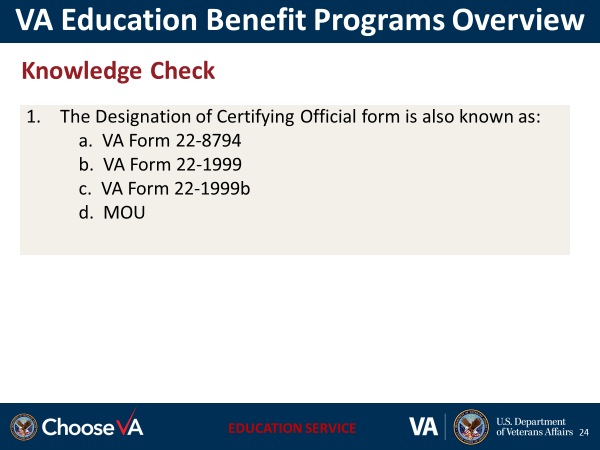 VA Education Benefit Programs Overview
Knowledge Check
1. The Designation of Certifying Official form is also known as:
a. VA Form 22-8794
b. VA Form 22-1999
c. VA Form 22-1999b
d. MOU
ChooseVA
EDUCATION SERVICE
VA
U.S. Department
of Veterans Affairs
24